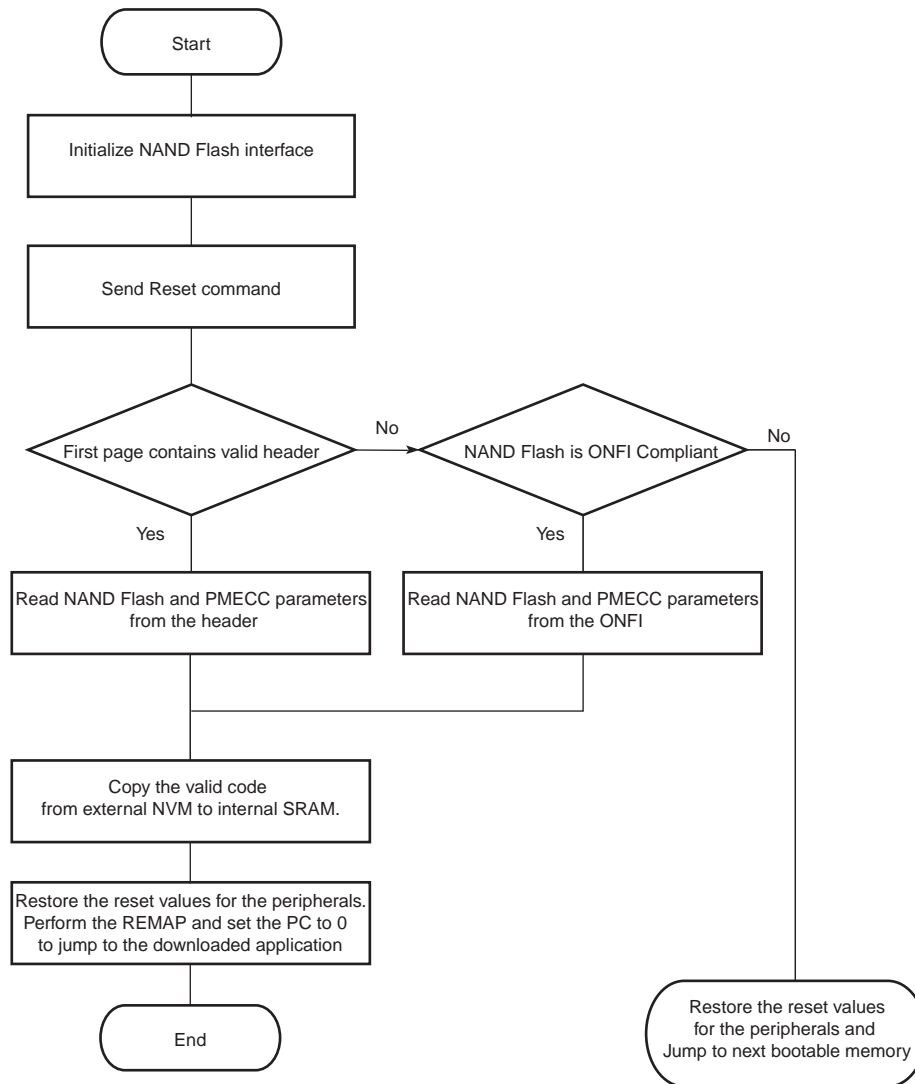 Start
Initialize NAND Flash interface
Send Reset command
First page contains valid header
No
NAND Flash is ONFI Compliant
No
Yes
Yes
Read NAND Flash and PMECC parameters
from the header
Read NAND Flash and PMECC parameters
from the ONFI
Copy the valid code
from external NVM to internal SRAM.
Restore the reset values for the peripherals.
Perform the REMAP and set the PC to 0
to jump to the downloaded application
End
Restore the reset values
for the peripherals and
Jump to next bootable memory